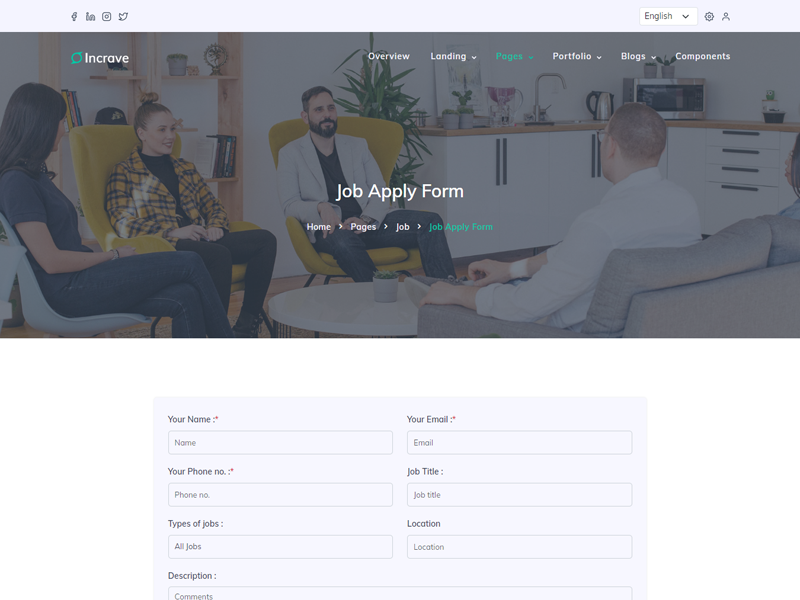 English
Incrave
Overview Landing Pages Portfolio Blogs Components
Job Apply Form
Home Pages Job Job Apply Form
Your Name :* Your Email :*
Name Email
Your Phone no. :* Job Title :
Phone no. Job title
Types of jobs : Location
All Jobs Location
Description :
Comments